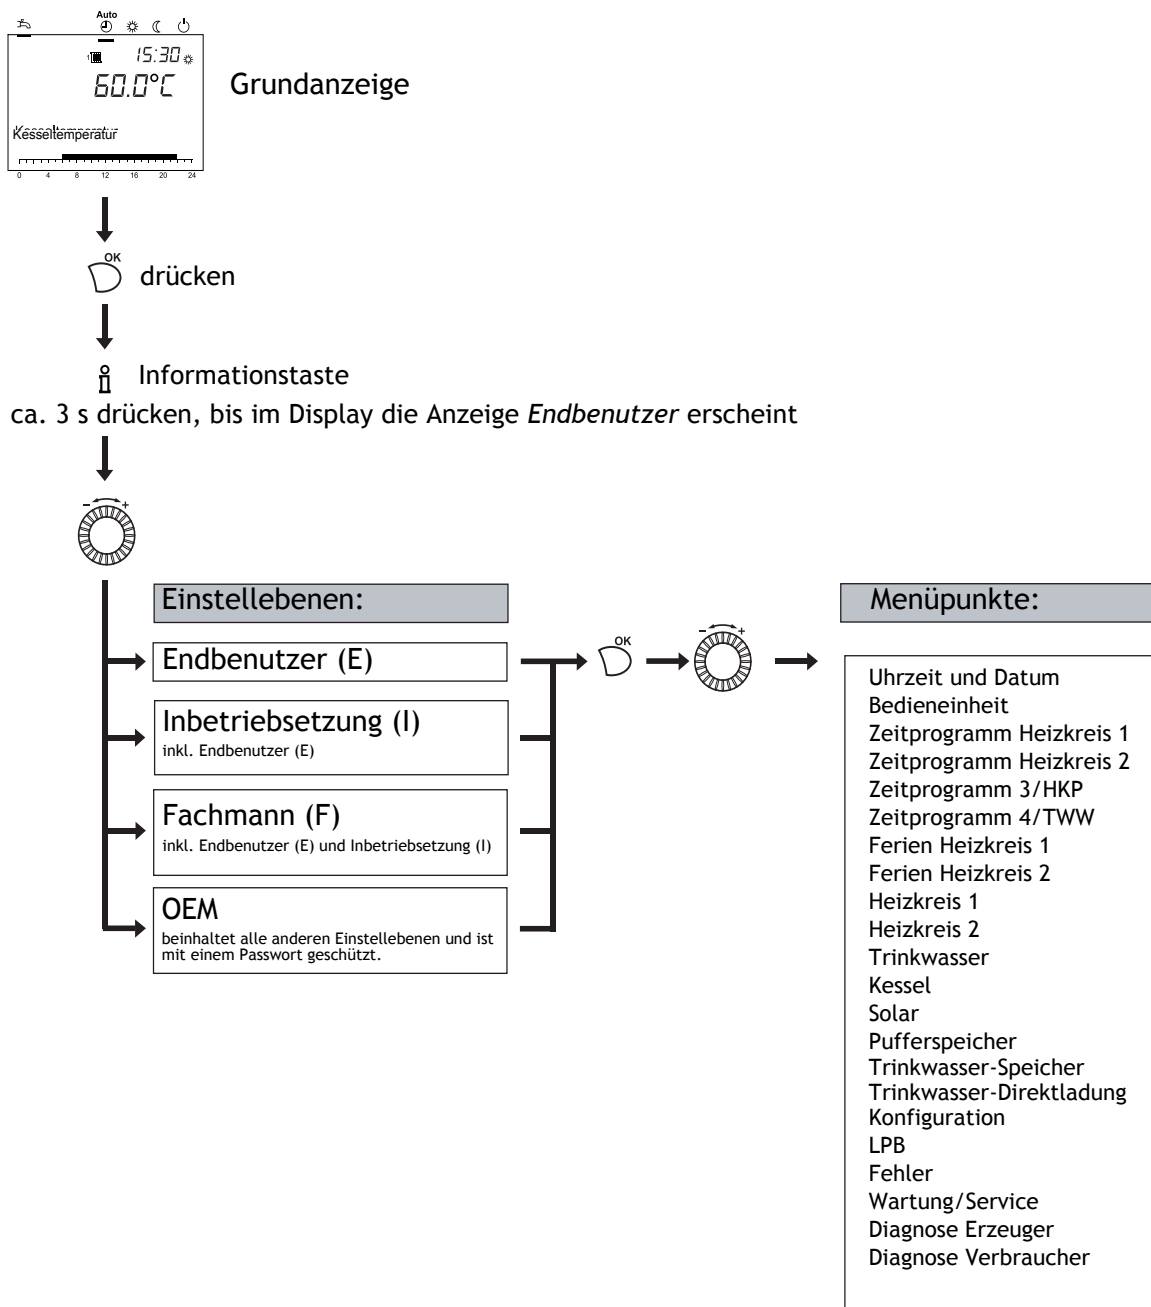 Auto
15:30
60.0°C
Kesseltemperatur
0 4 8 12 16 20 24
Grundanzeige
OK
drücken
Informationstaste
ca. 3 s drücken, bis im Display die Anzeige Endbenutzer erscheint
- +
Einstellebenen:
Endbenutzer (E)
Inbetriebsetzung (I)
inkl. Endbenutzer (E)
Fachmann (F)
inkl. Endbenutzer (E) und Inbetriebsetzung (I)
OEM
beinhaltet alle anderen Einstellebenen und ist
mit einem Passwort geschützt.
OK
- +
Menüpunkte:
Uhrzeit und Datum
Bedieneinheit
Zeitprogramm Heizkreis 1
Zeitprogramm Heizkreis 2
Zeitprogramm 3/HKP
Zeitprogramm 4/TWW
Ferien Heizkreis 1
Ferien Heizkreis 2
Heizkreis 1
Heizkreis 2
Trinkwasser
Kessel
Solar
Pufferspeicher
Trinkwasser-Speicher
Trinkwasser-Direktladung
Konfiguration
LPB
Fehler
Wartung/Service
Diagnose Erzeuger
Diagnose Verbraucher